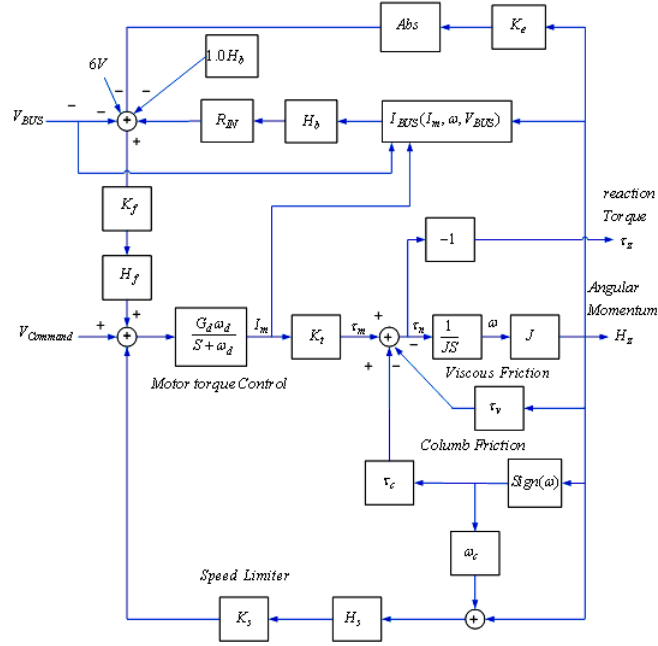 Abs
K_e
6V
1.0H_b
V_BUS
R_IN
H_b
I_BUS(I_m, ω, V_BUS)
K_f
reaction
Torque
τ_z
-1
H_f
Angular
Momentum
H_z
V_Command
G_d ω_d
S + ω_d
I_m
K_t
τ_m
τ_n
1
JS
ω
J
Motor torque Control
Viscous Friction
τ_v
Columb Friction
τ_c
Sign(ω)
ω_c
Speed Limiter
K_s
H_s